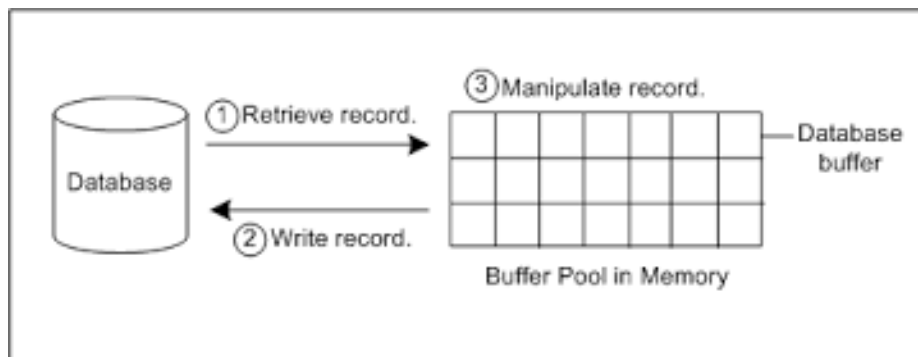 ③ Manipulate record.
① Retrieve record.
Database
buffer
Database
② Write record.
Buffer Pool in Memory